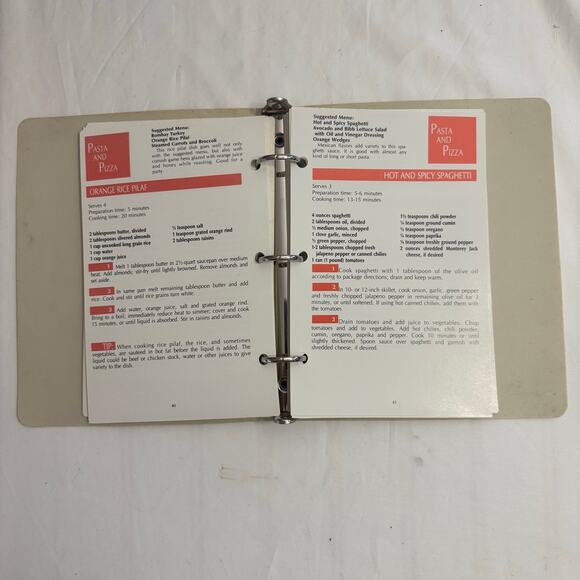 PASTA
AND
PIZZA
Suggested Menu:
Bombay Turkey
Orange Rice Pilaf
Steamed Carrots and Broccoli
This rice pilaf dish goes well not only
with the suggested menu, but also with
cornish game hens glazed with orange juice
and honey while roasting. Good for a
party.
ORANGE RICE PILAF
Serves 4
Preparation time: 5 minutes
Cooking time: 20 minutes
2 tablespoons butter, divided
2 tablespoons slivered almonds
1 cup uncooked long grain rice
1 cup water
1 cup orange juice
½ teaspoon salt
1 teaspoon grated orange rind
2 tablespoons raisins
1 Melt 1 tablespoon butter in 2½-quart saucepan over medium
heat. Add almonds; stir-fry until lightly browned. Remove almonds and
set aside.
2 In same pan melt remaining tablespoon butter and add
rice. Cook and stir until rice grains turn white.
3 Add water, orange juice, salt and grated orange rind.
Bring to a boil; immediately reduce heat to simmer; cover and cook
15 minutes, or until liquid is absorbed. Stir in raisins and almonds.
TIP: When cooking rice pilaf, the rice, and sometimes
vegetables, are sautéed in hot fat before the liquid is added. The
liquid could be beef or chicken stock, water or other juices to give
variety to the dish.
40
Suggested Menu:
Hot and Spicy Spaghetti
Avocado and Bibb Lettuce Salad
with Oil and Vinegar Dressing
Orange Wedges
Mexican flavors add variety to this spa-
ghetti sauce. It is good with almost any
kind of long or short pasta.
PASTA
AND
PIZZA
HOT AND SPICY SPAGHETTI
Serves 3
Preparation time: 5-6 minutes
Cooking time: 13-15 minutes
4 ounces spaghetti
2 tablespoons oil, divided
½ medium onion, chopped
1 clove garlic, minced
½ green pepper, chopped
1-2 tablespoons chopped fresh
jalapeño pepper or canned chilies
1 can (1 pound) tomatoes
1½ teaspoons chili powder
teaspoon ground cumin
teaspoon oregano
teaspoon paprika
teaspoon freshly ground pepper
2 ounces shredded Monterey Jack
cheese, if desired
1 Cook spaghetti with 1 tablespoon of the olive oil
according to package directions; drain and keep warm.
2 In 10- or 12-inch skillet, cook onion, garlic, green pepper
and freshly chopped jalapeño pepper in remaining olive oil for 3
minutes, or until softened. If using hot canned chilies, add them with
the tomatoes.
3 Drain tomatoes and add juice to vegetables. Chop
tomatoes and add to vegetables. Add hot chilies, chili powder,
cumin, oregano, paprika and pepper. Cook 10 minutes or until
slightly thickened. Spoon sauce over spaghetti and garnish with
shredded cheese, if desired.
41